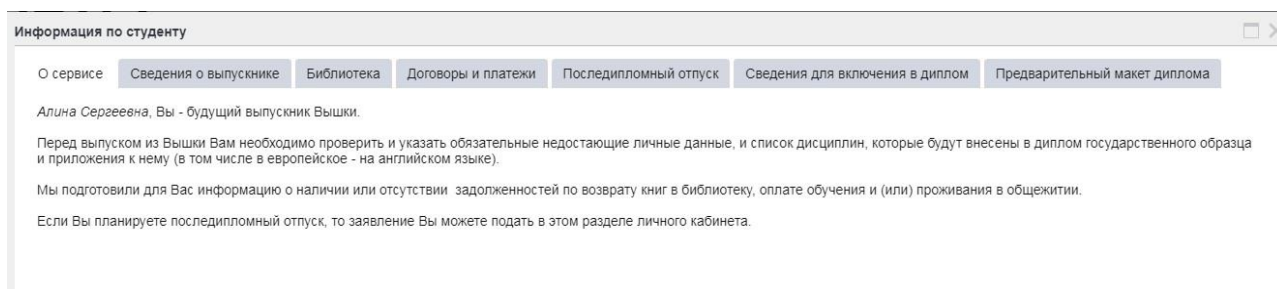 Информация по студенту
О сервисе Сведения о выпускнике Библиотека Договоры и платежи Последипломный отпуск Сведения для включения в диплом Предварительный макет диплома
Алина Сергеевна, Вы - будущий выпускник Вышки.
Перед выпуском из Вышки Вам необходимо проверить и указать обязательные недостающие личные данные, и список дисциплин, которые будут внесены в диплом государственного образца
и приложения к нему (в том числе в европейское - на английском языке).
Мы подготовили для Вас информацию о наличии или отсутствии задолженностей по возврату книг в библиотеку, оплате обучения и (или) проживания в общежитии.
Если Вы планируете последипломный отпуск, то заявление Вы можете подать в этом разделе личного кабинета.